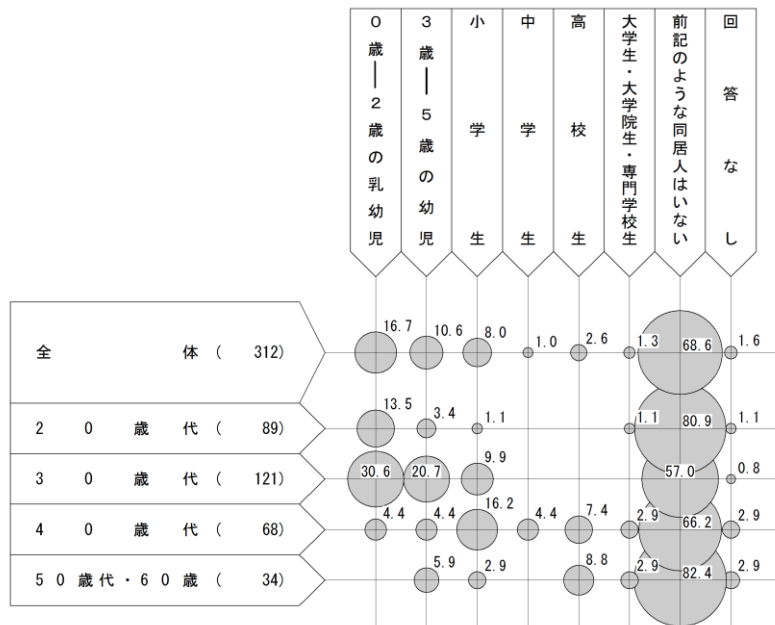 0歳―2歳の乳幼児
3歳―5歳の幼児
小学生
中学生
高校生
大学生・大学院生・専門学校生
前記のような同居人はいない
回答なし
全体( 312) 16.7 10.6 8.0 1.0 2.6 1.3 68.6 1.6
20歳代( 89) 13.5 3.4 1.1 1.1 80.9 1.1
30歳代( 121) 30.6 20.7 9.9 57.0 0.8
40歳代( 68) 4.4 4.4 16.2 4.4 7.4 2.9 66.2 2.9
50歳代・60歳( 34) 5.9 2.9 8.8 2.9 82.4 2.9